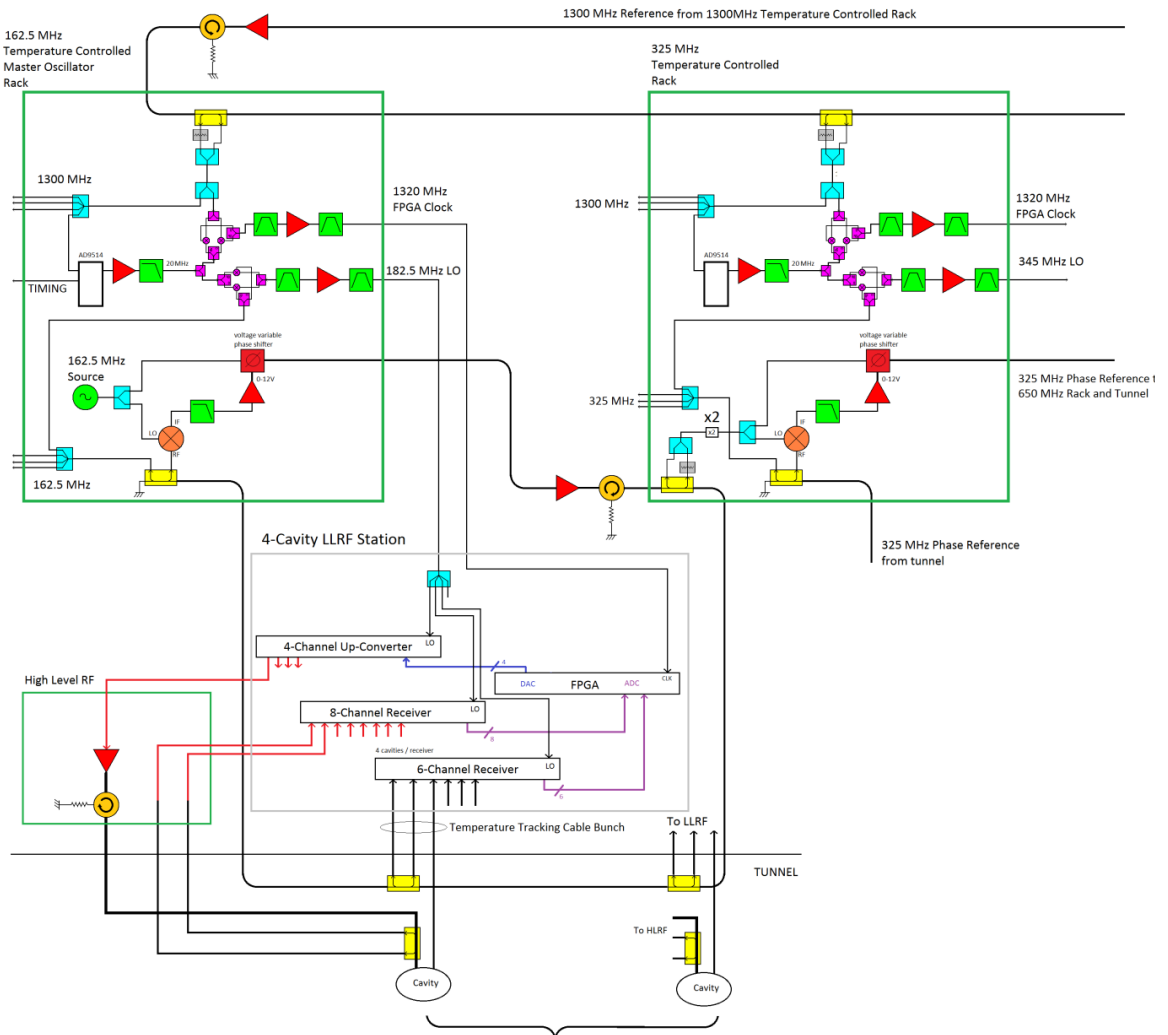 1300 MHz Reference from 1300MHz Temperature Controlled Rack
162.5 MHz
Temperature Controlled
Master Oscillator
Rack
325 MHz
Temperature Controlled
Rack
1300 MHz
1320 MHz
FPGA Clock
AD9514
20 MHz
182.5 MHz LO
TIMING
voltage variable
phase shifter
162.5 MHz
Source
0-12V
IF
LO
RF
162.5 MHz
1300 MHz
1320 MHz
FPGA Clock
AD9514
20 MHz
345 MHz LO
voltage variable
phase shifter
0-12V
325 MHz Phase Reference t
650 MHz Rack and Tunnel
325 MHz
x2
x2
IF
LO
RF
325 MHz Phase Reference
from tunnel
4-Cavity LLRF Station
LO
4-Channel Up-Converter
4
CLK
DAC
FPGA
ADC
High Level RF
LO
8-Channel Receiver
8
4 cavities / receiver
LO
6-Channel Receiver
6
Temperature Tracking Cable Bunch
To LLRF
TUNNEL
To HLRF
Cavity
Cavity